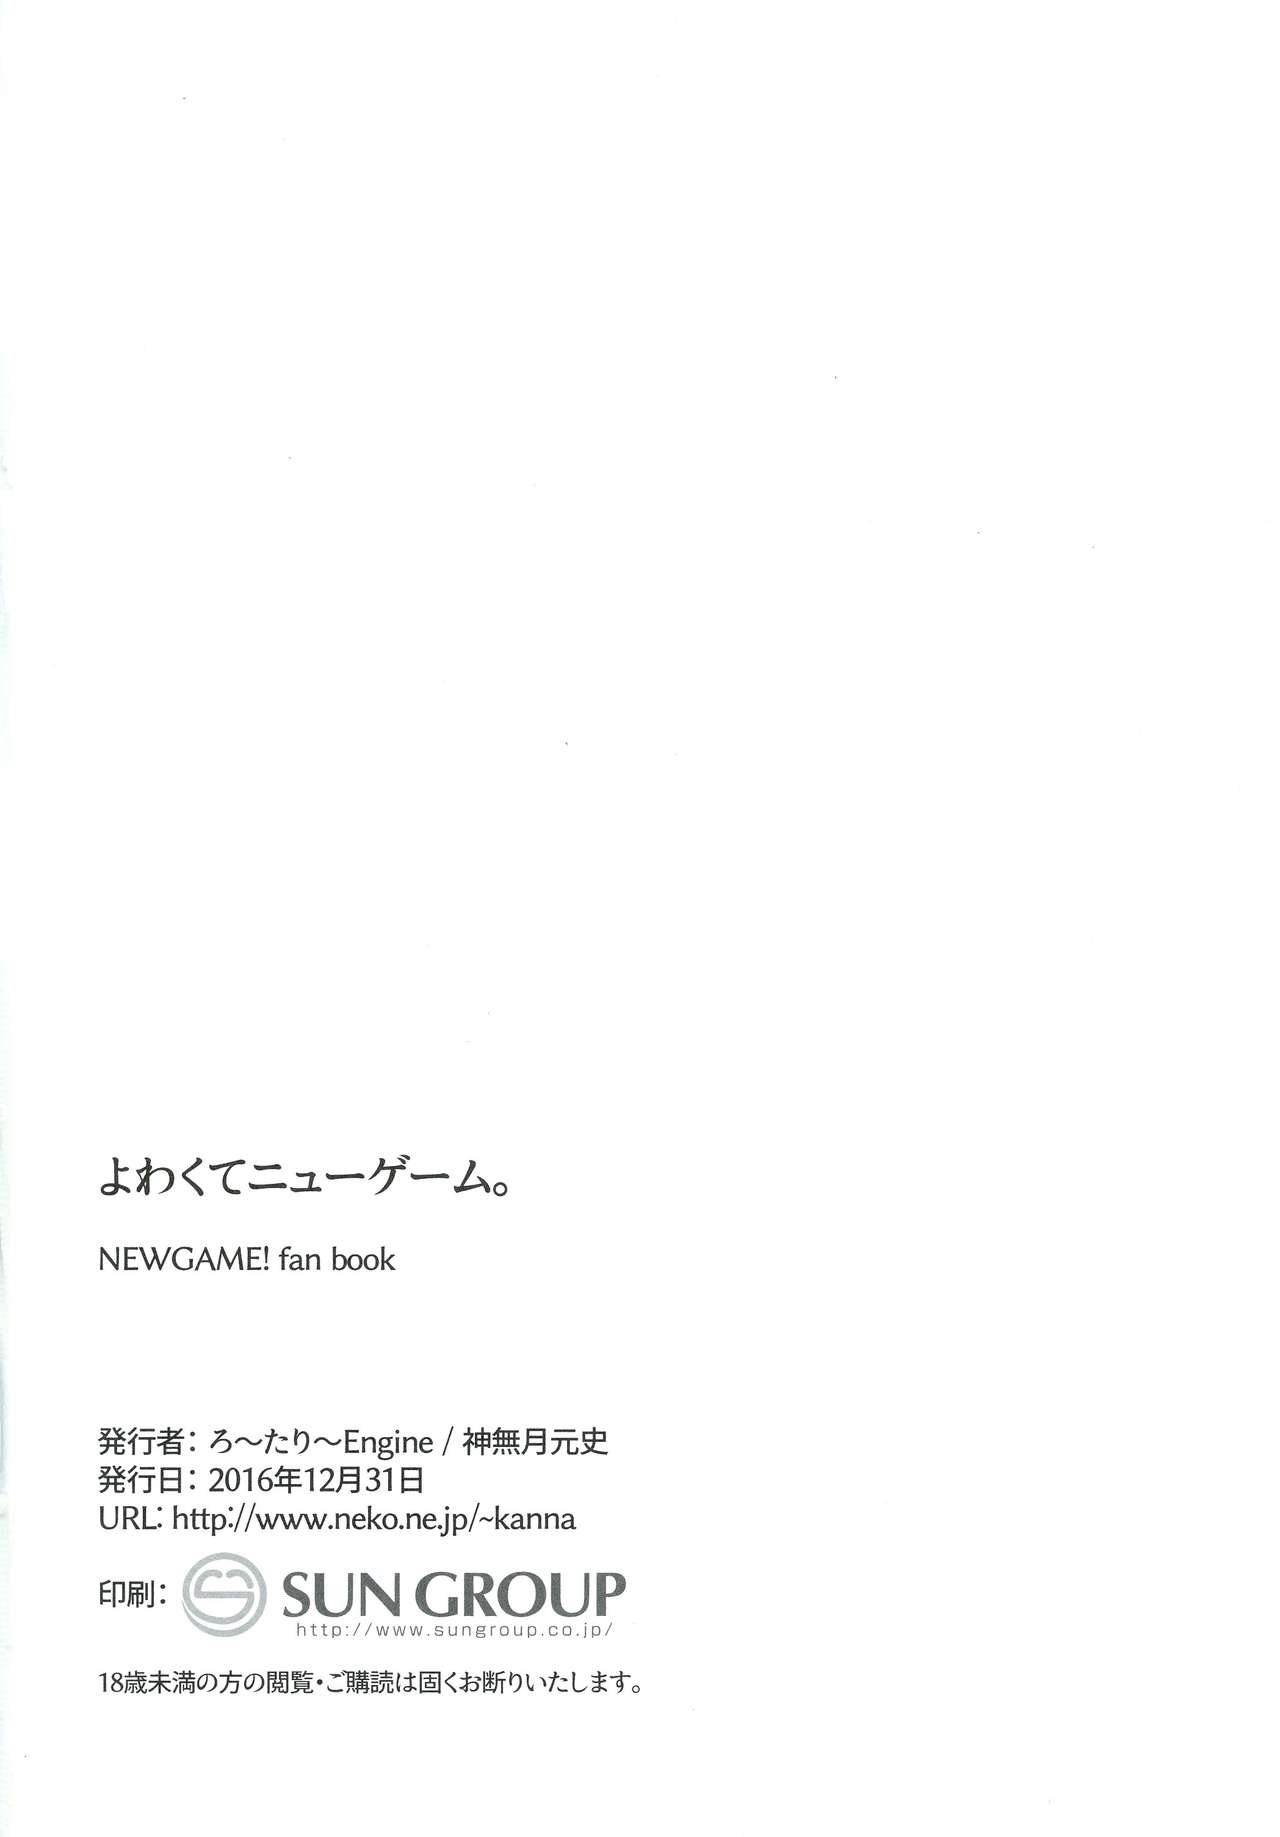 よわくてニューゲーム。
NEWGAME! fan book
発行者： ろ～たり～Engine / 神無月元史
発行日： 2016年12月31日
URL: http://www.neko.ne.jp/~kanna
印刷： SUN GROUP
http://www.sungroup.co.jp/
18歳未満の方の閲覧・ご購読は固くお断りいたします。